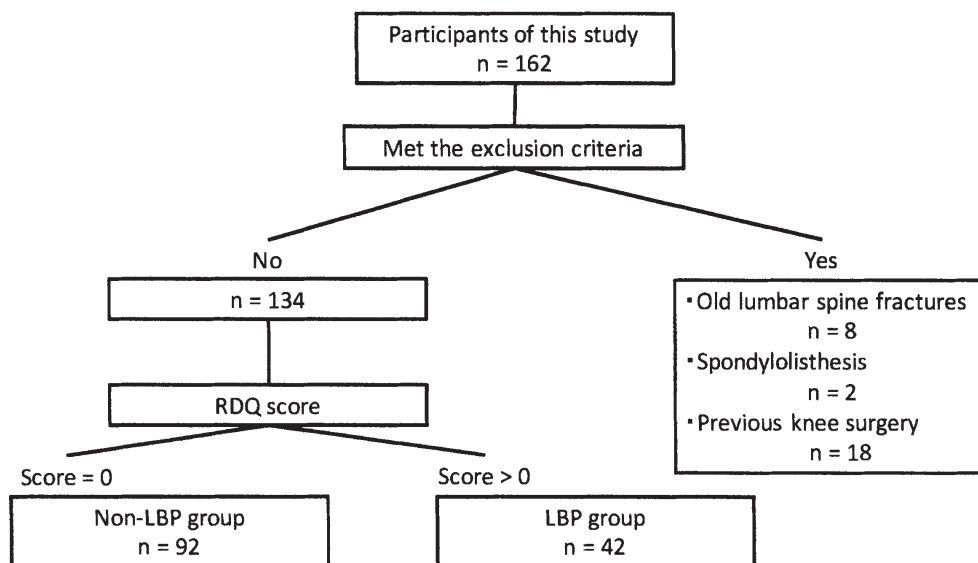 Participants of this study
n = 162
Met the exclusion criteria
No
Yes
n = 134
・Old lumbar spine fractures
n = 8
・Spondylolisthesis
n = 2
・Previous knee surgery
n = 18
RDQ score
Score = 0
Score > 0
Non-LBP group
n = 92
LBP group
n = 42